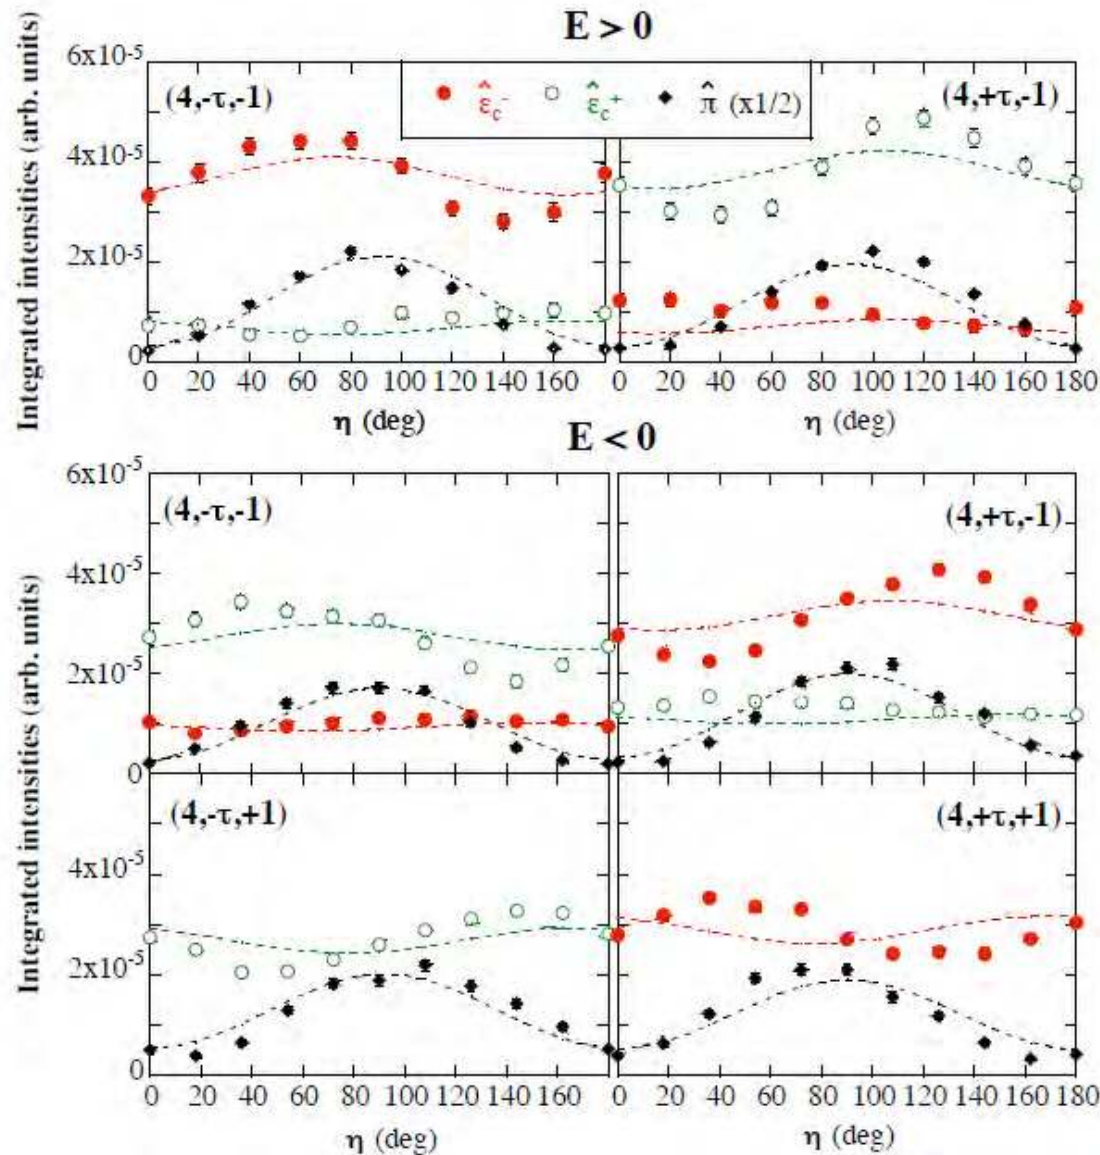 E > 0
Integrated intensities (arb. units)
6x10-5
4x10-5
2x10-5
0
(4,-τ,-1)
ε̂c- ε̂c+ π̂ (x1/2)
(4,+τ,-1)
0 20 40 60 80 100 120 140 160 0 20 40 60 80 100 120 140 160 180
η (deg) η (deg)
E < 0
Integrated intensities (arb. units)
6x10-5
4x10-5
2x10-5
0
(4,-τ,-1) (4,+τ,-1)
Integrated intensities (arb. units)
4x10-5
2x10-5
0
(4,-τ,+1) (4,+τ,+1)
0 20 40 60 80 100 120 140 160 0 20 40 60 80 100 120 140 160 180
η (deg) η (deg)